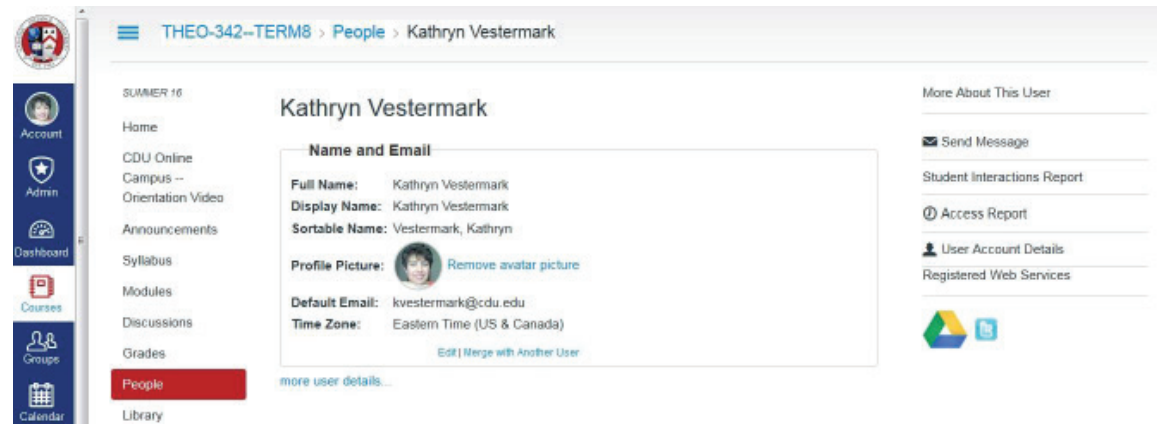 THEO-342--TERM8 > People > Kathryn Vestermark
Account
Admin
Dashboard
Courses
Groups
Calendar
SUMMER 16
Home
CDU Online
Campus --
Orientation Video
Announcements
Syllabus
Modules
Discussions
Grades
People
Library
Kathryn Vestermark
Name and Email
Full Name: Kathryn Vestermark
Display Name: Kathryn Vestermark
Sortable Name: Vestermark, Kathryn
Profile Picture: Remove avatar picture
Default Email: kvestermark@cdu.edu
Time Zone: Eastern Time (US & Canada)
Edit | Merge with Another User
more user details...
More About This User
Send Message
Student Interactions Report
Access Report
User Account Details
Registered Web Services